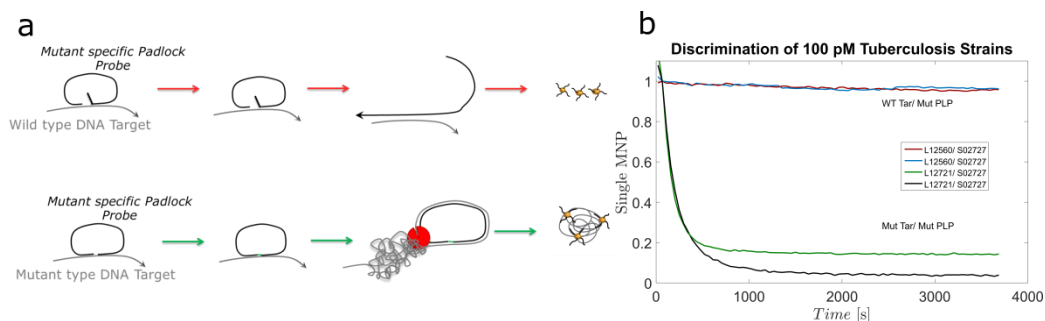 a
Mutant specific Padlock
Probe
Wild type DNA Target
Mutant specific Padlock
Probe
Mutant type DNA Target
b
Discrimination of 100 pM Tuberculosis Strains
Single MNP
1
0.8
0.6
0.4
0.2
0
WT Tar/ Mut PLP
L12560/ S02727
L12560/ S02727
L12721/ S02727
L12721/ S02727
Mut Tar/ Mut PLP
0
1000
2000
3000
4000
Time [s]